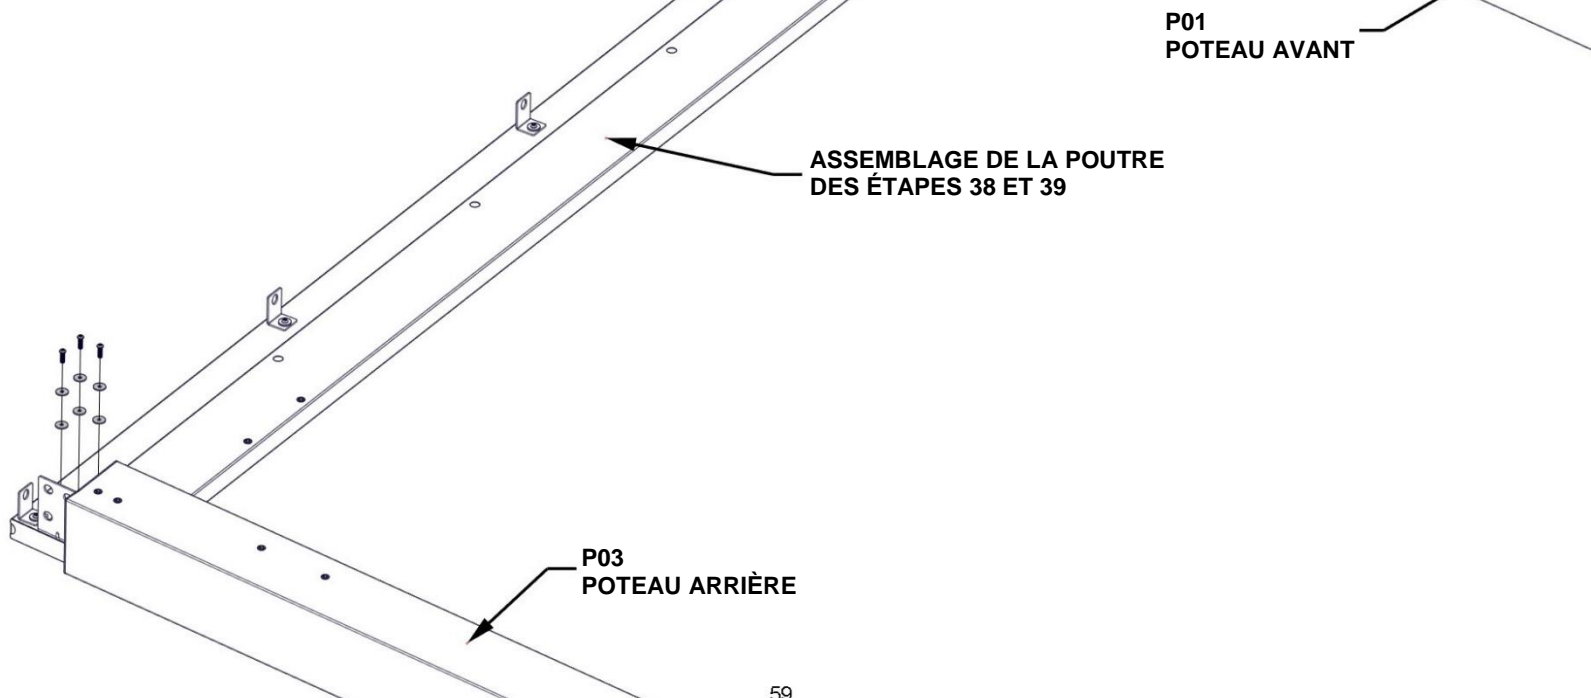 P01
POTEAU AVANT
ASSEMBLAGE DE LA POUTRE
DES ÉTAPES 38 ET 39
P03
POTEAU ARRIÈRE
59